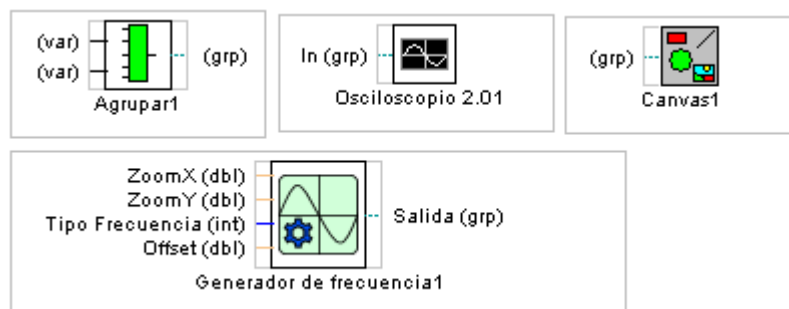 (var)
(var)
(grp)
Agrupar1
In (grp)
Osciloscopio 2.01
(grp)
Canvas1
ZoomX (dbl)
ZoomY (dbl)
Tipo Frecuencia (int)
Offset (dbl)
Salida (grp)
Generador de frecuencia1